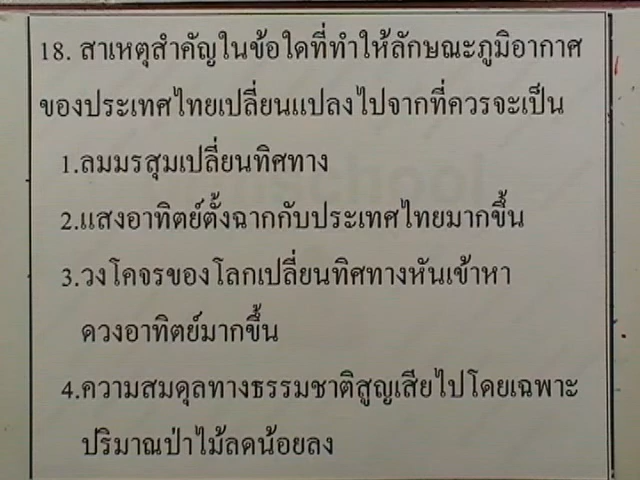 18. สาเหตุสำคัญในข้อใดที่ทำให้ลักษณะภูมิอากาศ
ของประเทศไทยเปลี่ยนแปลงไปจากที่ควรจะเป็น
1.ลมมรสุมเปลี่ยนทิศทาง
2.แสงอาทิตย์ตั้งฉากกับประเทศไทยมากขึ้น
3.วงโคจรของโลกเปลี่ยนทิศทางหันเข้าหา
ดวงอาทิตย์มากขึ้น
4.ความสมดุลทางธรรมชาติสูญเสียไปโดยเฉพาะ
ปริมาณป่าไม้ลดน้อยลง